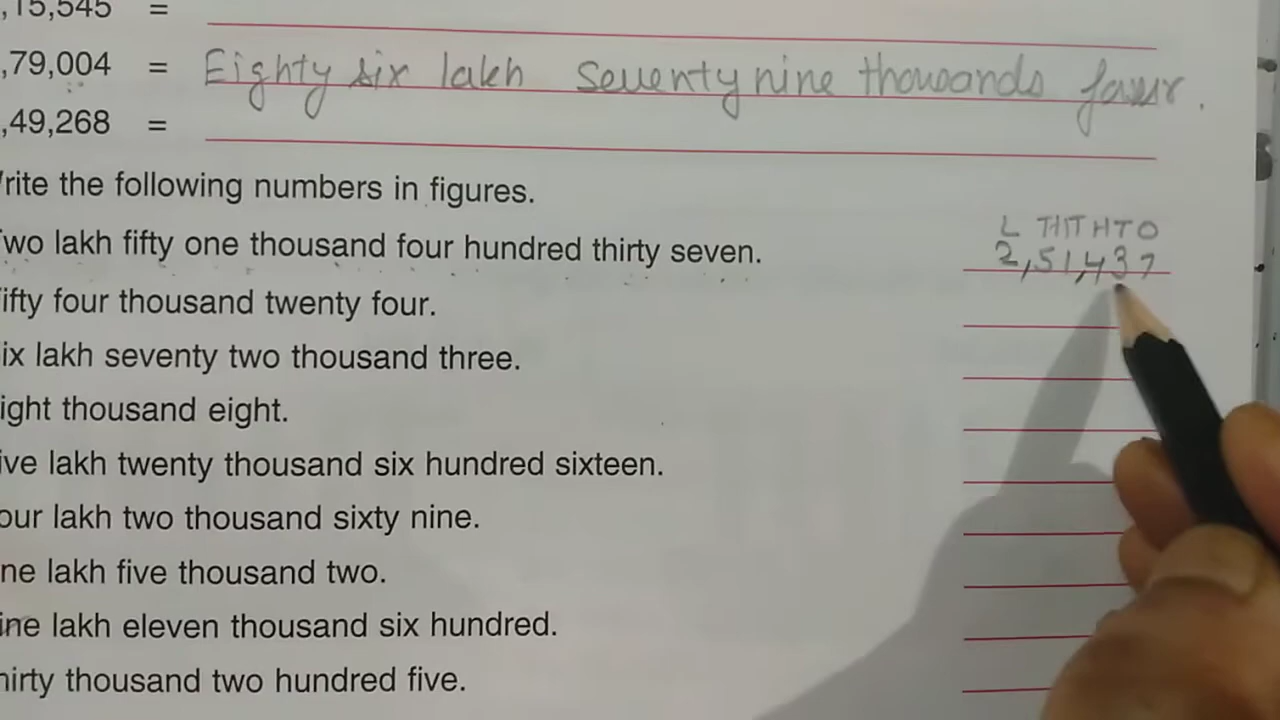 ,15,545 =
,79,004 = Eighty six lakh Seventy nine thousands four.
,49,268 =
rite the following numbers in figures.
L TH T H T O
wo lakh fifty one thousand four hundred thirty seven. 2,51,437
ifty four thousand twenty four.
ix lakh seventy two thousand three.
ight thousand eight.
ive lakh twenty thousand six hundred sixteen.
our lakh two thousand sixty nine.
ne lakh five thousand two.
ine lakh eleven thousand six hundred.
hirty thousand two hundred five.